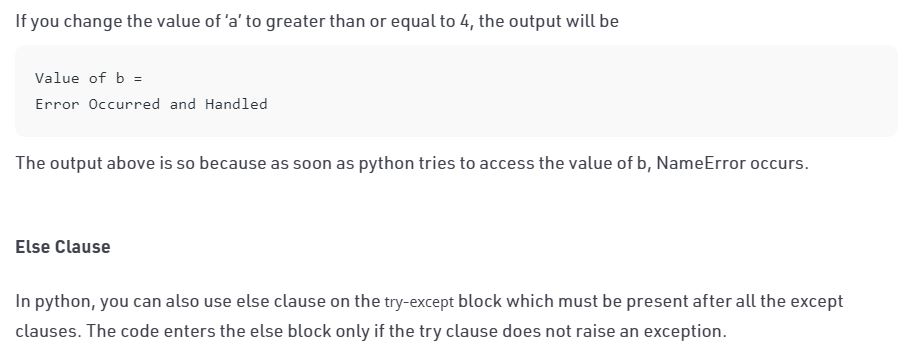 If you change the value of ‘a’ to greater than or equal to 4, the output will be
Value of b =
Error Occurred and Handled
The output above is so because as soon as python tries to access the value of b, NameError occurs.
Else Clause
In python, you can also use else clause on the try-except block which must be present after all the except
clauses. The code enters the else block only if the try clause does not raise an exception.